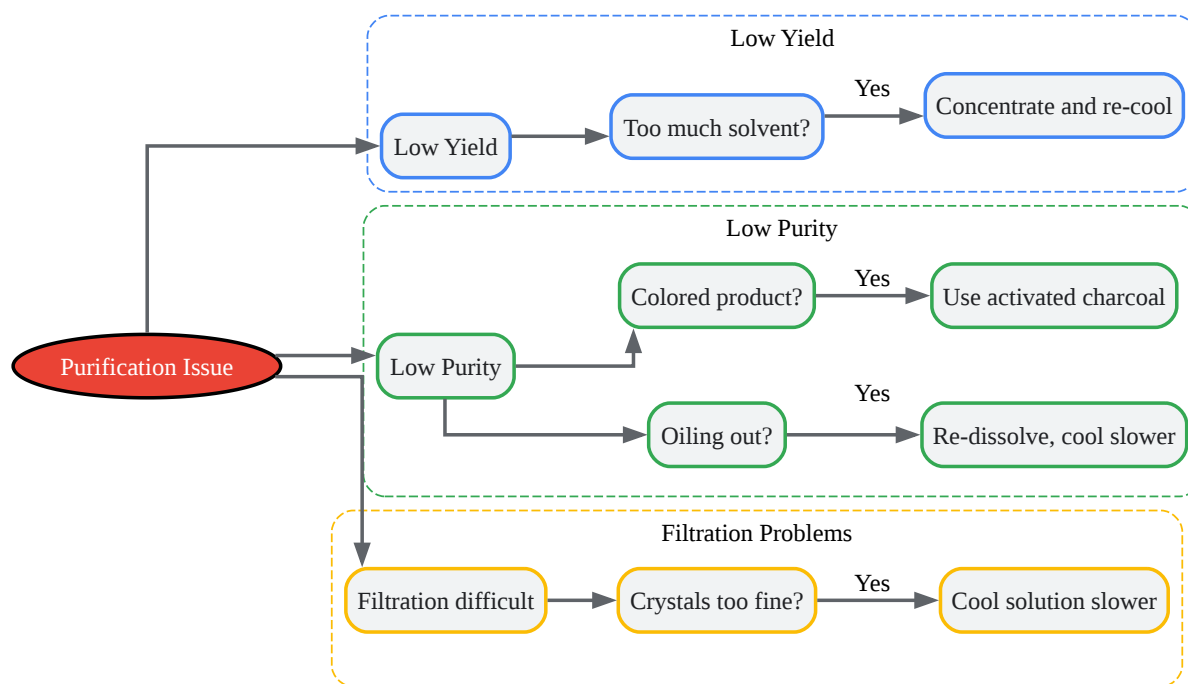 Low Yield
Low Yield
Too much solvent?
Yes
Concentrate and re-cool
Low Purity
Colored product?
Yes
Use activated charcoal
Purification Issue
Low Purity
Oiling out?
Yes
Re-dissolve, cool slower
Filtration Problems
Filtration difficult
Crystals too fine?
Yes
Cool solution slower